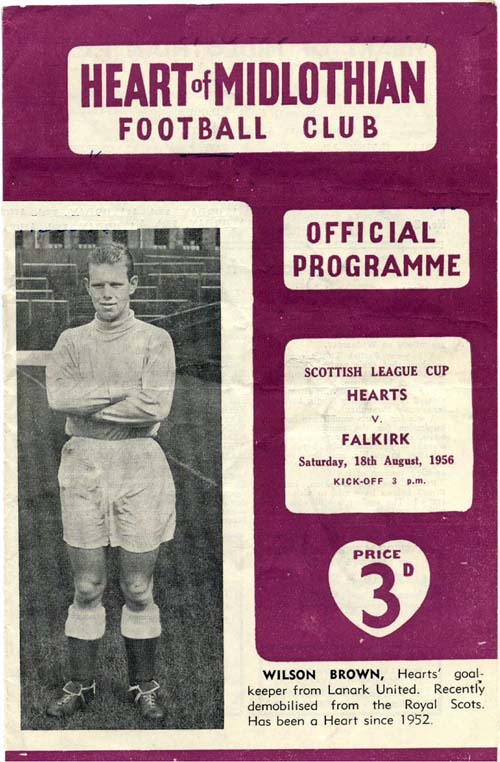 HEART of MIDLOTHIAN
FOOTBALL CLUB
OFFICIAL
PROGRAMME
SCOTTISH LEAGUE CUP
HEARTS
V.
FALKIRK
Saturday, 18th August, 1956
KICK-OFF 3 p.m.
PRICE
3D
WILSON BROWN, Hearts' goal-
keeper from Lanark United. Recently
demobilised from the Royal Scots.
Has been a Heart since 1952.